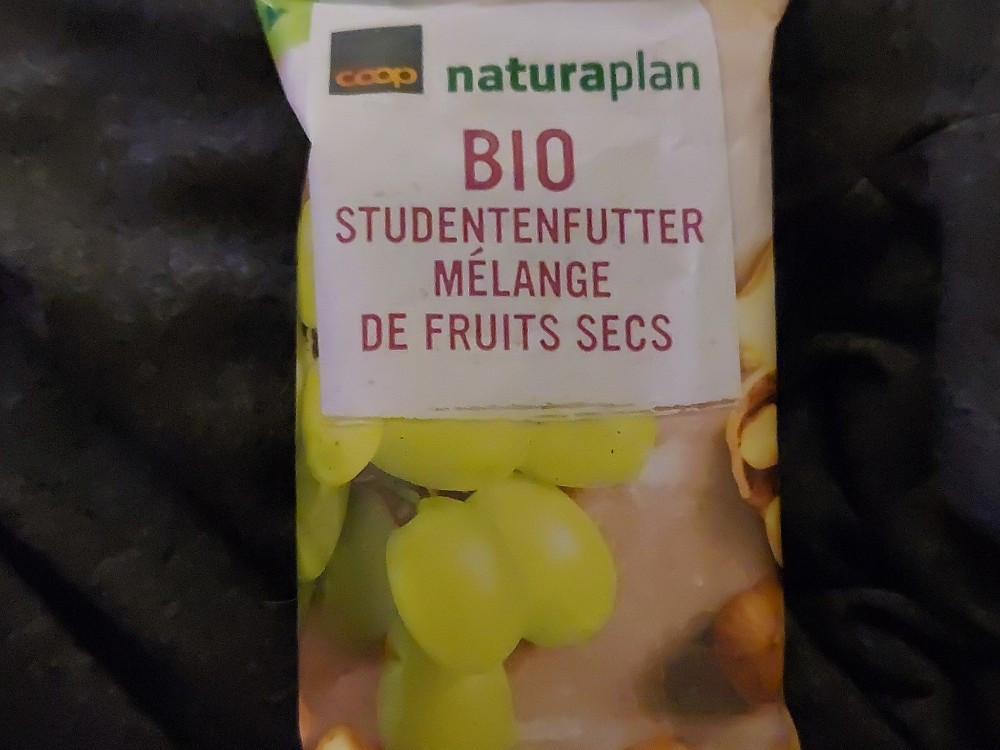 coop naturaplan
BIO
STUDENTENFUTTER
MÉLANGE
DE FRUITS SECS